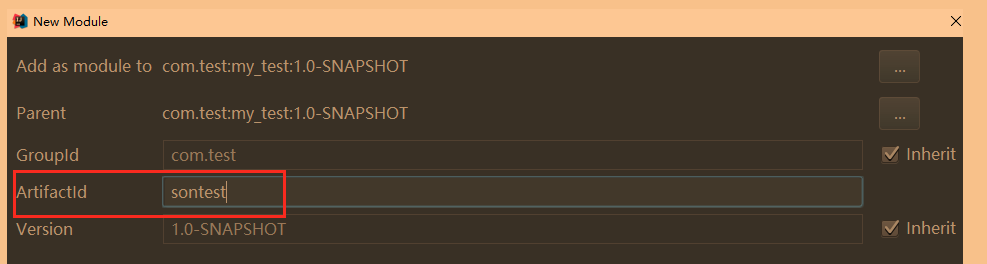 New Module
Add as module to com.test:my_test:1.0-SNAPSHOT ...
Parent com.test:my_test:1.0-SNAPSHOT ...
GroupId com.test Inherit
ArtifactId sontest
Version 1.0-SNAPSHOT Inherit